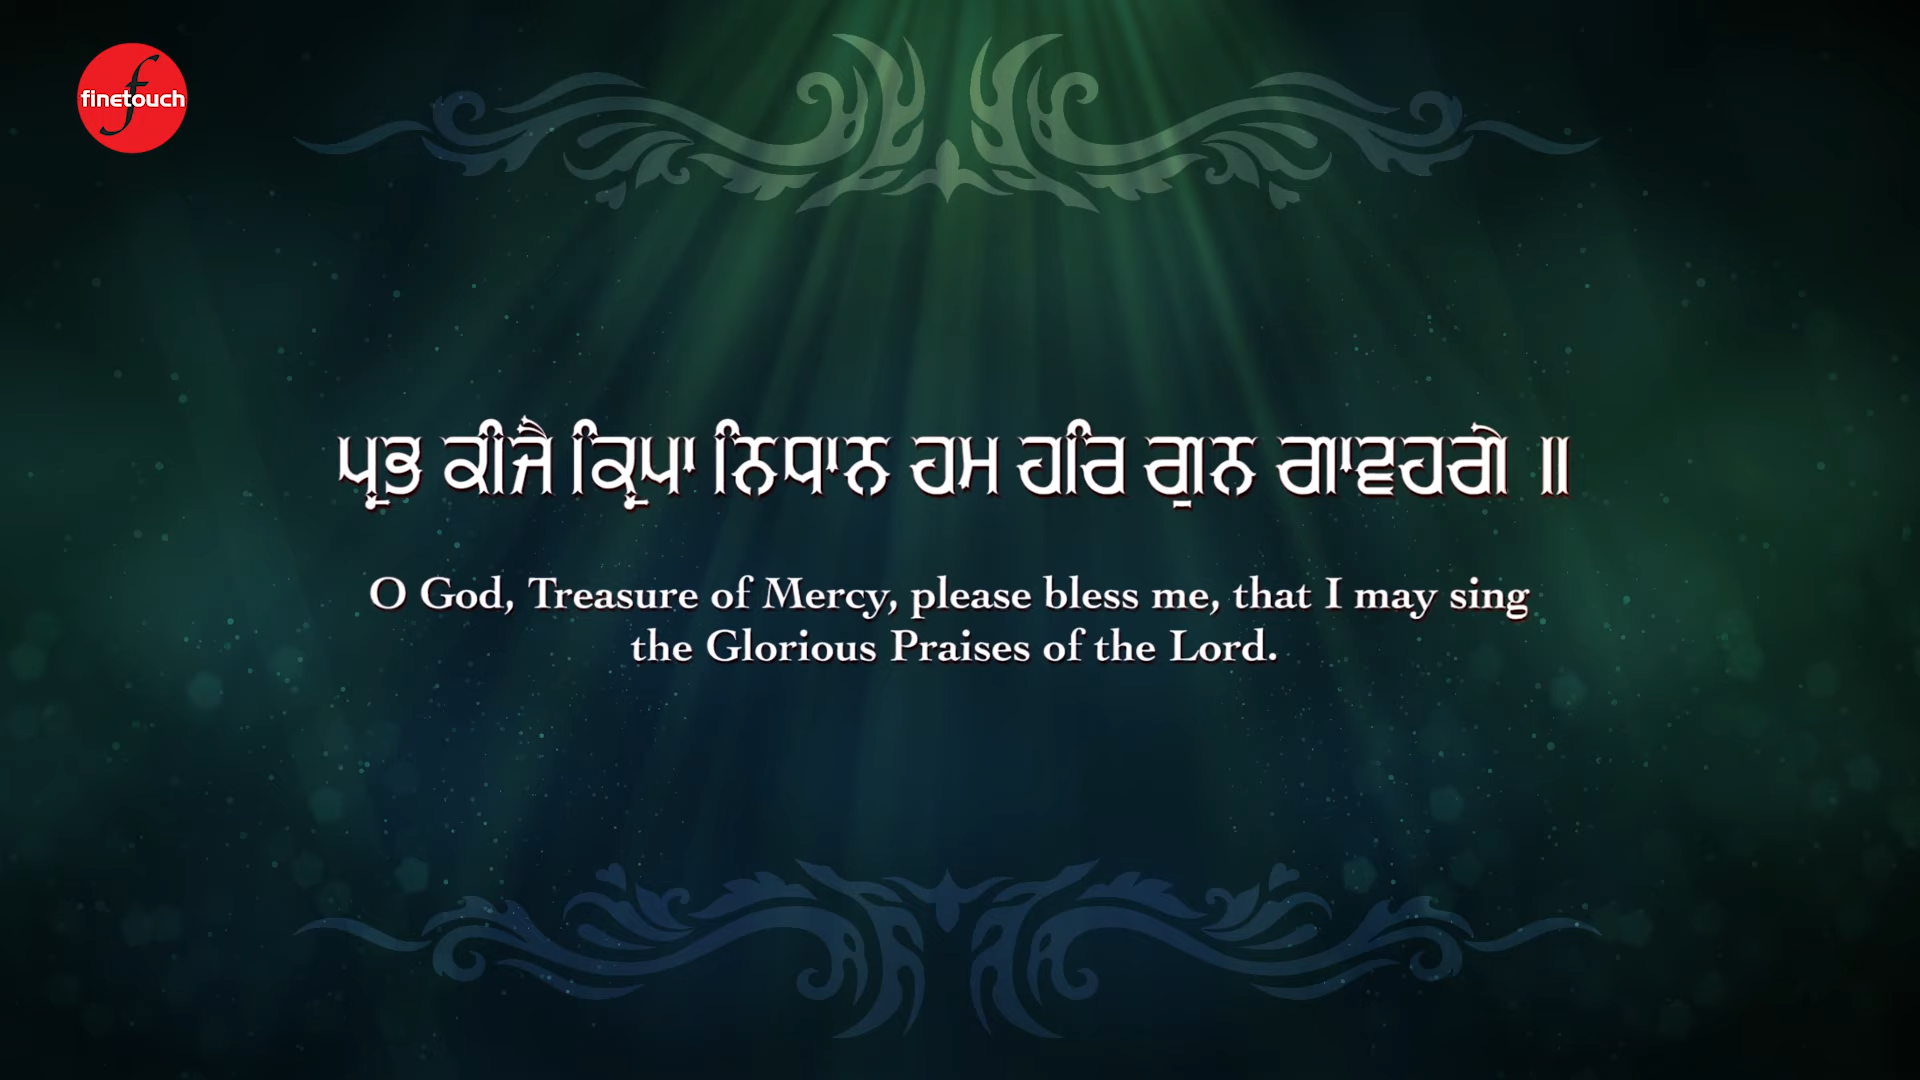 finetouch
ਪ੍ਰਭ ਕੀਜੈ ਕ੍ਰਿਪਾ ਨਿਧਾਨ ਹਮ ਹਰਿ ਗੁਨ ਗਾਵਹਗੇ ॥
O God, Treasure of Mercy, please bless me, that I may sing
the Glorious Praises of the Lord.